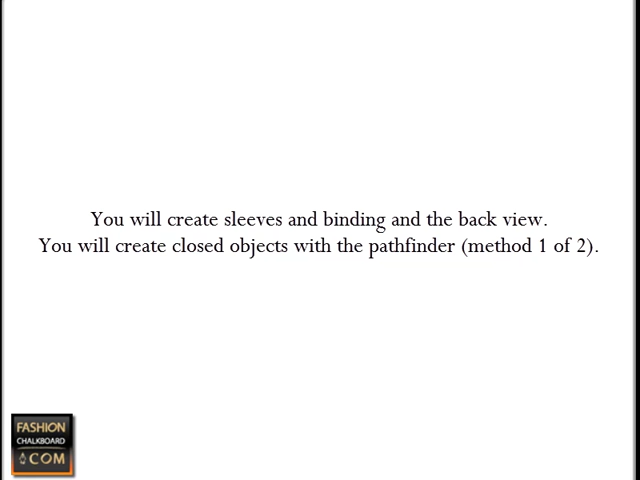 You will create sleeves and binding and the back view.
You will create closed objects with the pathfinder (method 1 of 2).
FASHION
CHALKBOARD
.COM